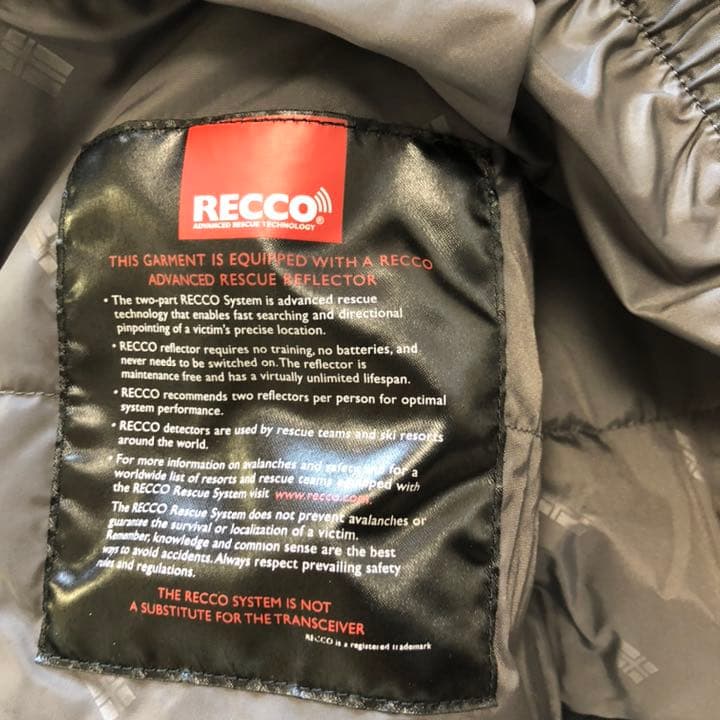 RECCO®
ADVANCED RESCUE TECHNOLOGY
THIS GARMENT IS EQUIPPED WITH A RECCO
ADVANCED RESCUE REFLECTOR
• The two-part RECCO System is advanced rescue
technology that enables fast searching and directional
pinpointing of a victim's precise location.
• RECCO reflector requires no training, no batteries, and
never needs to be switched on. The reflector is
maintenance free and has a virtually unlimited lifespan.
• RECCO recommends two reflectors per person for optimal
system performance.
• RECCO detectors are used by rescue teams and ski resorts
around the world.
• For more information on avalanches and safety and for a
worldwide list of resorts and rescue teams equipped with
the RECCO Rescue System visit www.recco.com.
The RECCO Rescue System does not prevent avalanches or
guarantee the survival or localization of a victim.
Remember, knowledge and common sense are the best
ways to avoid accidents. Always respect prevailing safety
rules and regulations.
THE RECCO SYSTEM IS NOT
A SUBSTITUTE FOR THE TRANSCEIVER
RECCO is a registered trademark